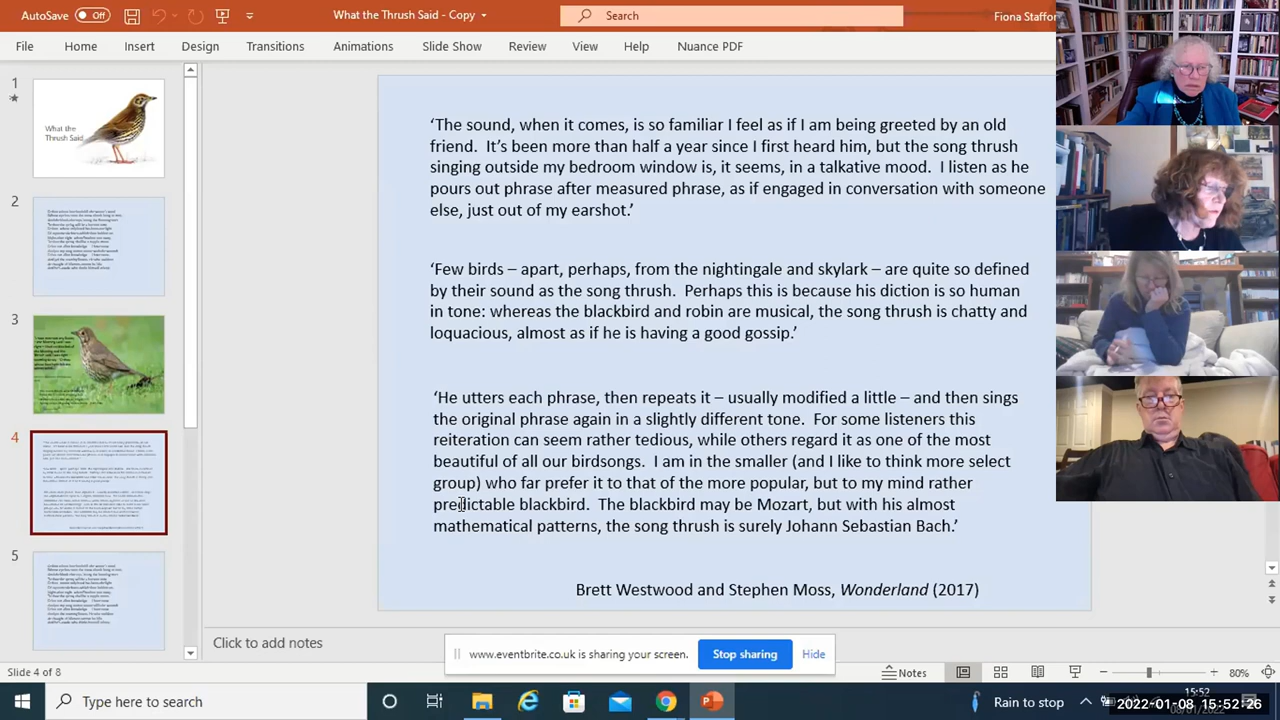 AutoSave Off What the Thrush Said - Copy Search Fiona Staffor
File Home Insert Design Transitions Animations Slide Show Review View Help Nuance PDF
1
What the
Thrush Said
2
3
4
5
‘The sound, when it comes, is so familiar I feel as if I am being greeted by an old
friend. It’s been more than half a year since I first heard him, but the song thrush
singing outside my bedroom window is, it seems, in a talkative mood. I listen as he
pours out phrase after measured phrase, as if engaged in conversation with someone
else, just out of my earshot.’
‘Few birds – apart, perhaps, from the nightingale and skylark – are quite so defined
by their sound as the song thrush. Perhaps this is because his diction is so human
in tone: whereas the blackbird and robin are musical, the song thrush is chatty and
loquacious, almost as if he is having a good gossip.’
‘He utters each phrase, then repeats it – usually modified a little – and then sings
the original phrase again in a slightly different tone. For some listeners this
reiteration can seem rather tedious, while others regard it as one of the most
beautiful of all our birdsongs. I am in the smaller (and I like to think more select
group) who far prefer it to that of the more popular, but to my mind rather
predictable blackbird. The blackbird may be Mozart, but with his almost
mathematical patterns, the song thrush is surely Johann Sebastian Bach.’
Brett Westwood and Stephen Moss, Wonderland (2017)
Click to add notes
www.eventbrite.co.uk is sharing your screen. Stop sharing Hide
Slide 4 of 8 Notes 80%
Type here to search Rain to stop 15:52
2022-01-08 15:52:26